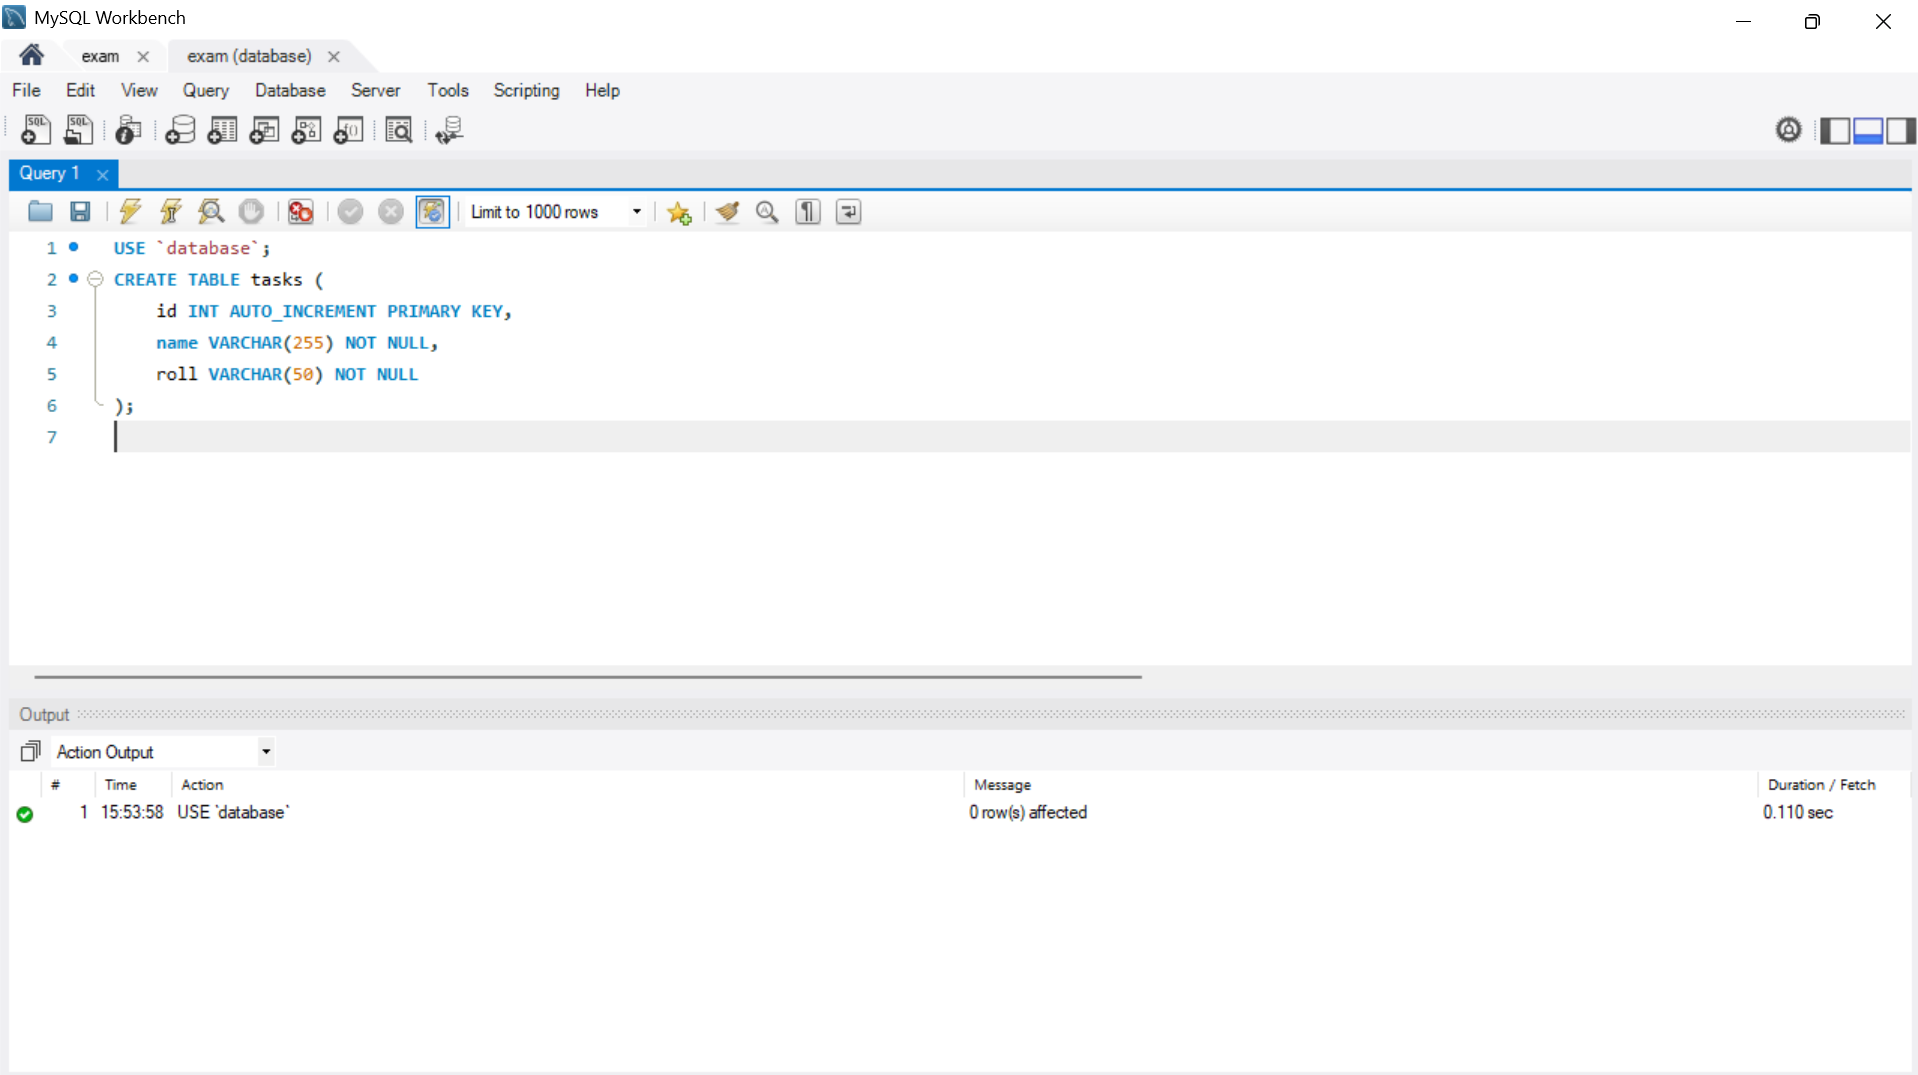 MySQL Workbench
exam
exam (database)
File Edit View Query Database Server Tools Scripting Help
Query 1
Limit to 1000 rows
1 USE `database`;
2 CREATE TABLE tasks (
3 id INT AUTO_INCREMENT PRIMARY KEY,
4 name VARCHAR(255) NOT NULL,
5 roll VARCHAR(50) NOT NULL
6 );
7
Output
Action Output
# Time Action Message Duration / Fetch
1 15:53:58 USE `database` 0 row(s) affected 0.110 sec